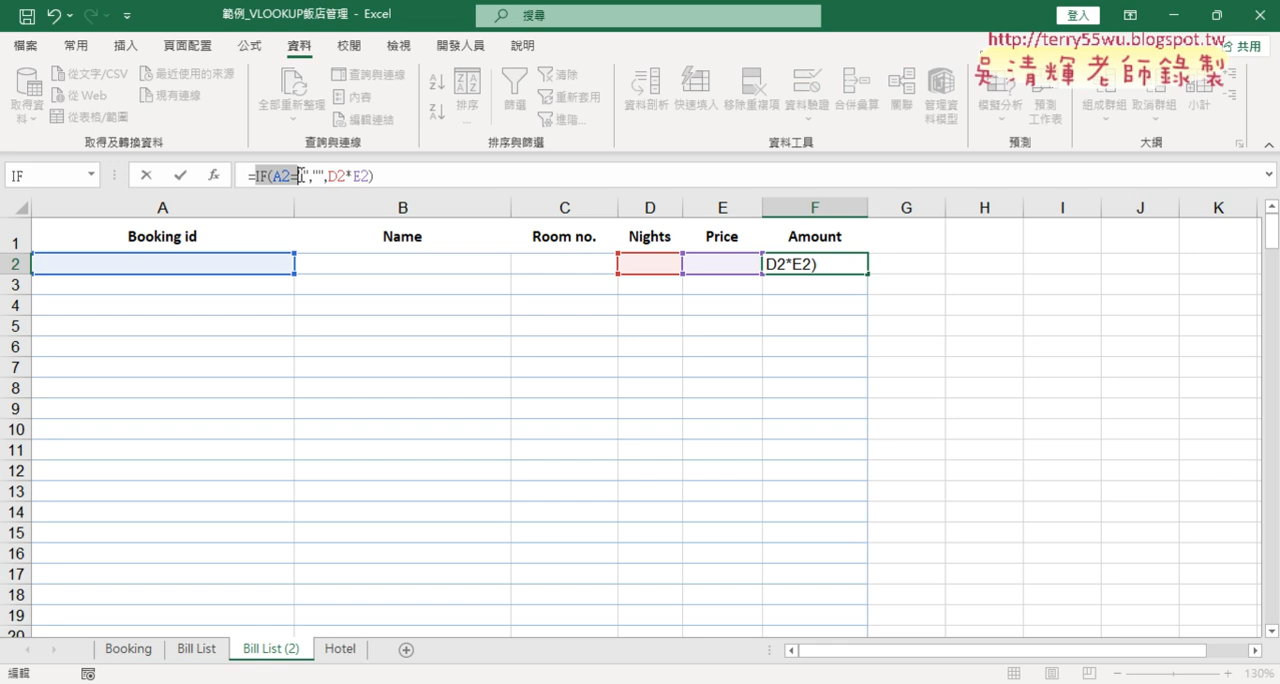 範例_VLOOKUP飯店管理 - Excel
搜尋
登入
檔案 常用 插入 頁面配置 公式 資料 校閱 檢視 開發人員 說明
共用
http://terry55wu.blogspot.tw
吳清輝老師錄製
取得資料
從文字/CSV
從 Web
從表格/範圍
最近使用的來源
現有連線
取得及轉換資料
全部重新整理
查詢與連線
內容
編輯連結
查詢與連線
排序
篩選
清除
重新套用
進階...
排序與篩選
資料剖析 快速填入 移除重複項 資料驗證 合併彙算 關聯 管理資料模型
資料工具
模擬分析 預測工作表
預測
組成群組 取消群組 小計
大綱
IF
=IF(A2="","",D2*E2)
A B C D E F G H I J K
1 Booking id Name Room no. Nights Price Amount
2 D2*E2)
3
4
5
6
7
8
9
10
11
12
13
14
15
16
17
18
19
20
Booking Bill List Bill List (2) Hotel
編輯
130%